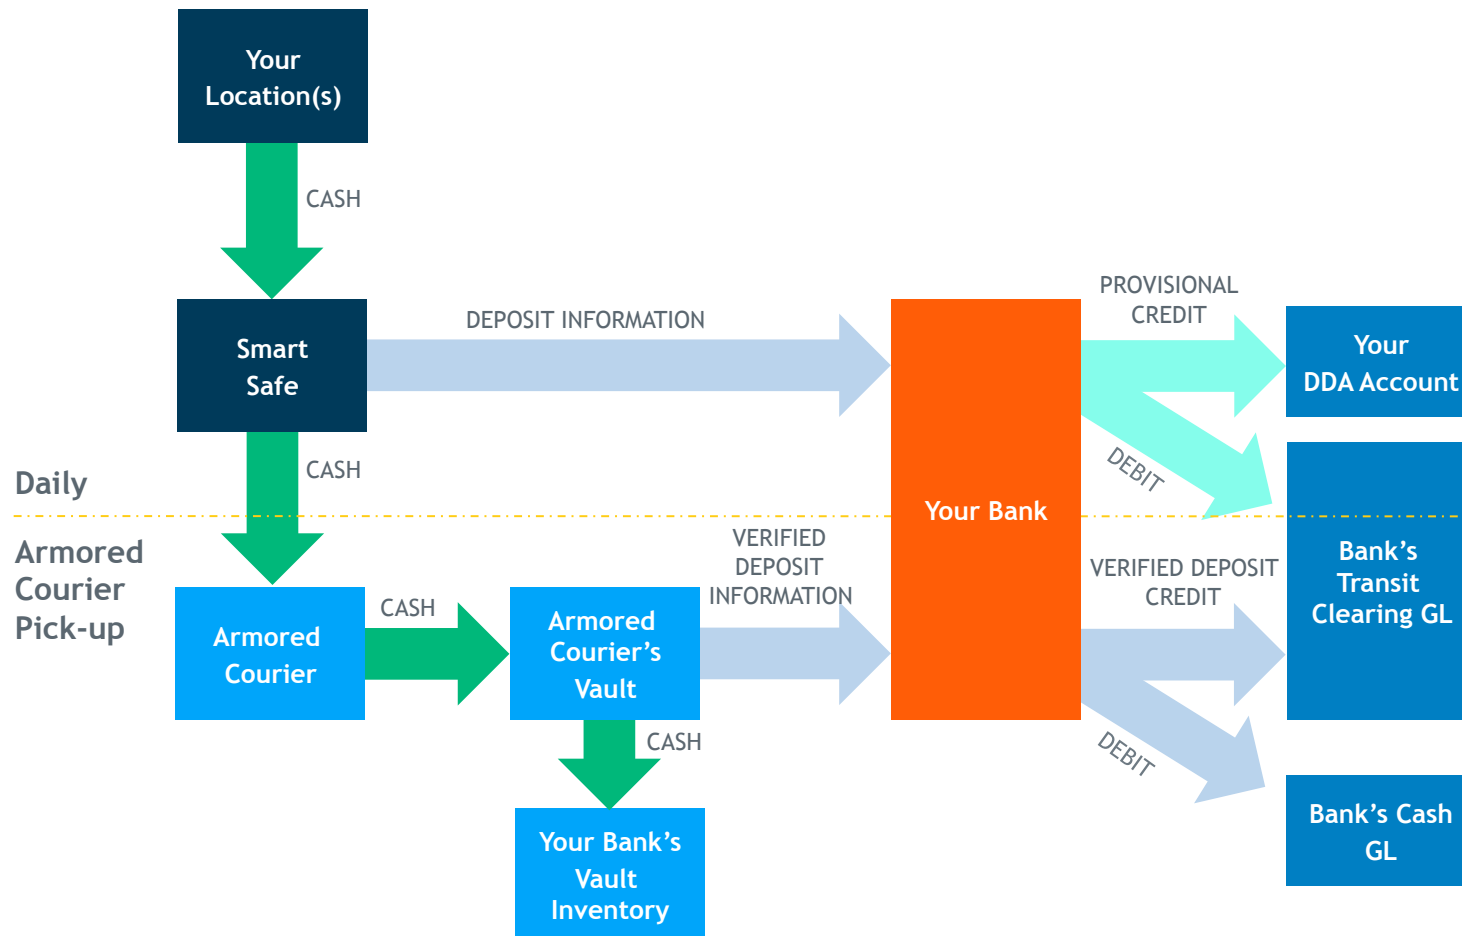 Your
Location(s)
CASH
PROVISIONAL
CREDIT
DEPOSIT INFORMATION
Smart
Safe
Your
DDA Account
CASH
DEBIT
Daily
Your Bank
Armored
Courier
Pick-up
VERIFIED
DEPOSIT
INFORMATION
VERIFIED DEPOSIT
CREDIT
Bank’s
Transit
Clearing GL
Armored
Courier
CASH
Armored
Courier’s
Vault
CASH
DEBIT
Your Bank’s
Vault
Inventory
Bank’s Cash
GL